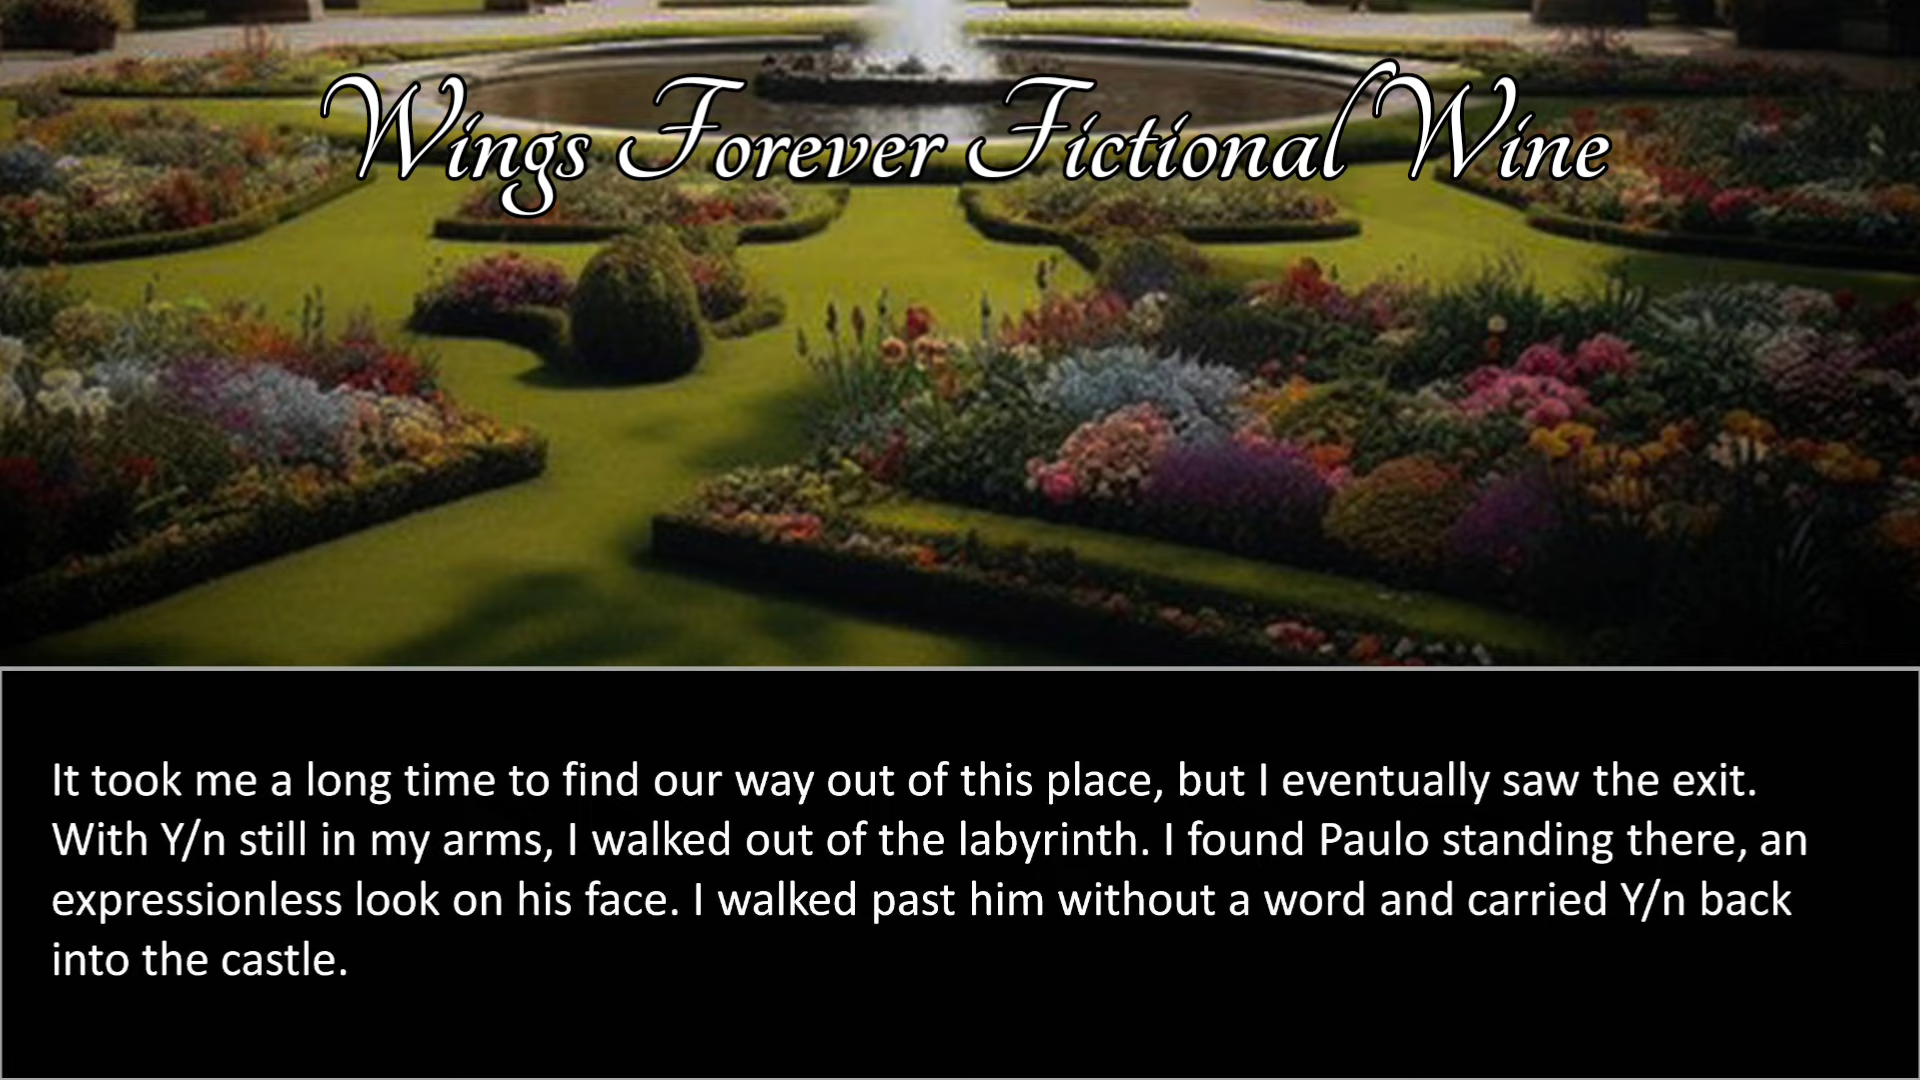 Wings Forever Fictional Wine
It took me a long time to find our way out of this place, but I eventually saw the exit.
With Y/n still in my arms, I walked out of the labyrinth. I found Paulo standing there, an
expressionless look on his face. I walked past him without a word and carried Y/n back
into the castle.